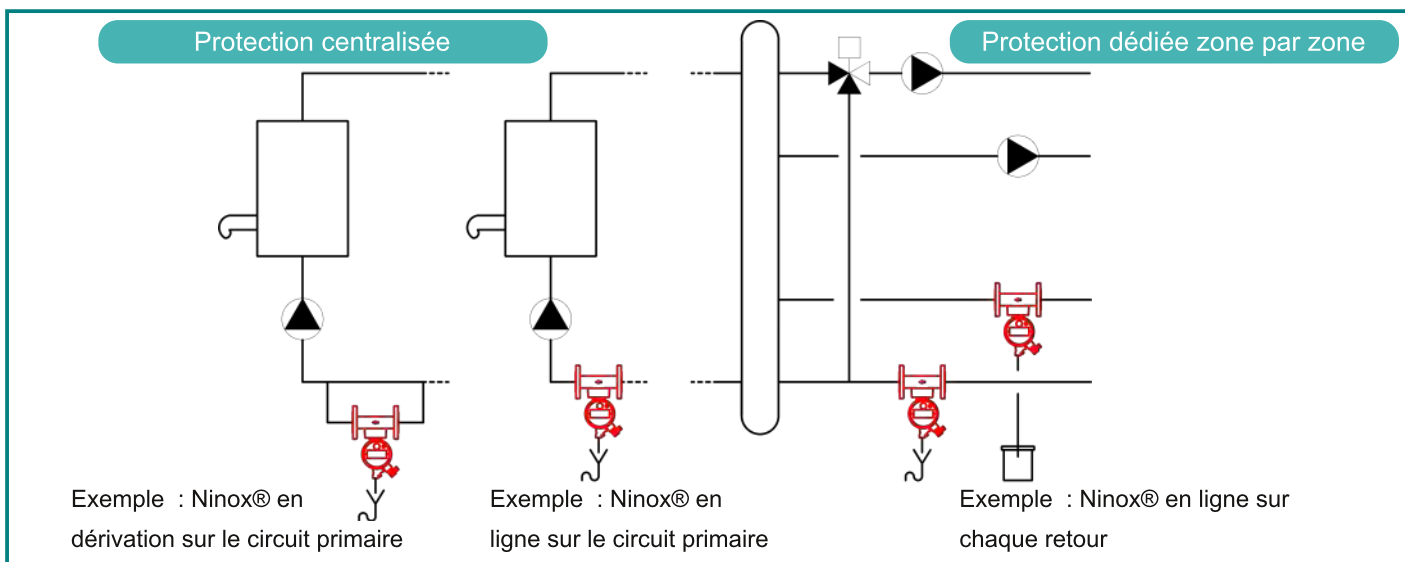 Protection centralisée
Protection dédiée zone par zone
Exemple : Ninox® en
dérivation sur le circuit primaire
Exemple : Ninox® en
ligne sur le circuit primaire
Exemple : Ninox® en ligne sur
chaque retour